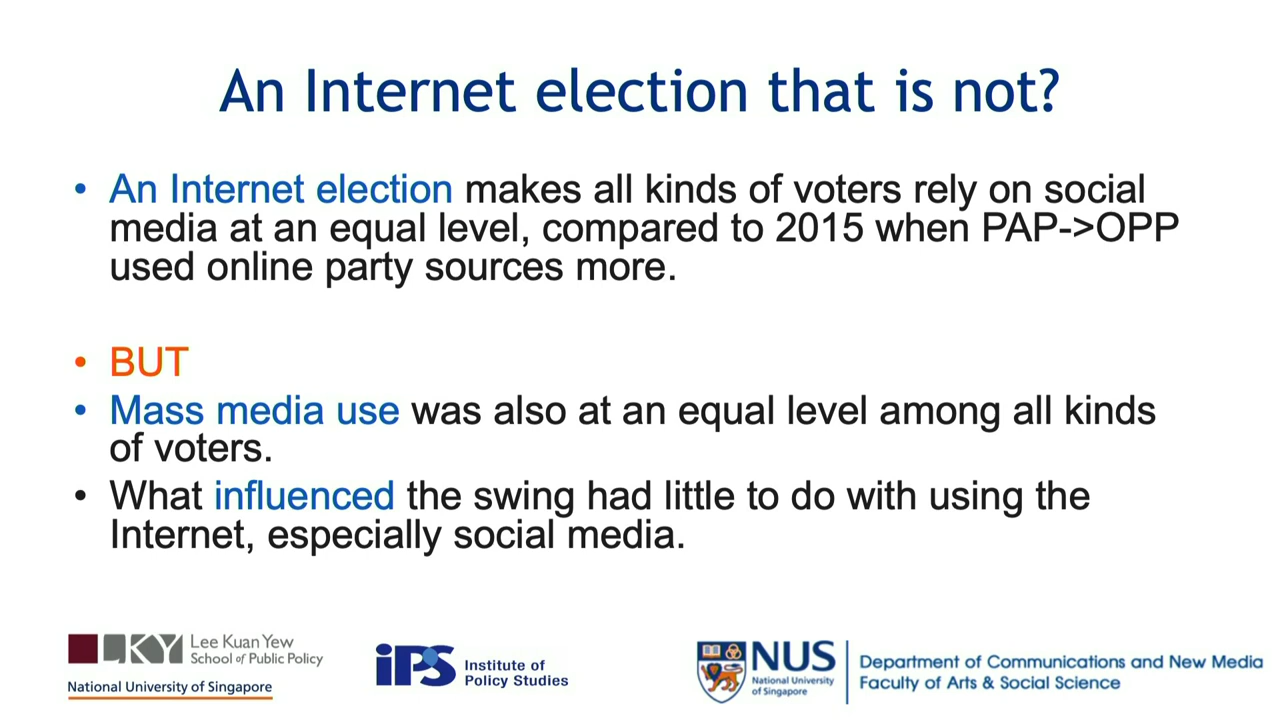 An Internet election that is not?
• An Internet election makes all kinds of voters rely on social
media at an equal level, compared to 2015 when PAP->OPP
used online party sources more.
• BUT
• Mass media use was also at an equal level among all kinds
of voters.
• What influenced the swing had little to do with using the
Internet, especially social media.
LKY Lee Kuan Yew
School of Public Policy
National University of Singapore
iPS Institute of
Policy Studies
NUS
National University
of Singapore
Department of Communications and New Media
Faculty of Arts & Social Science